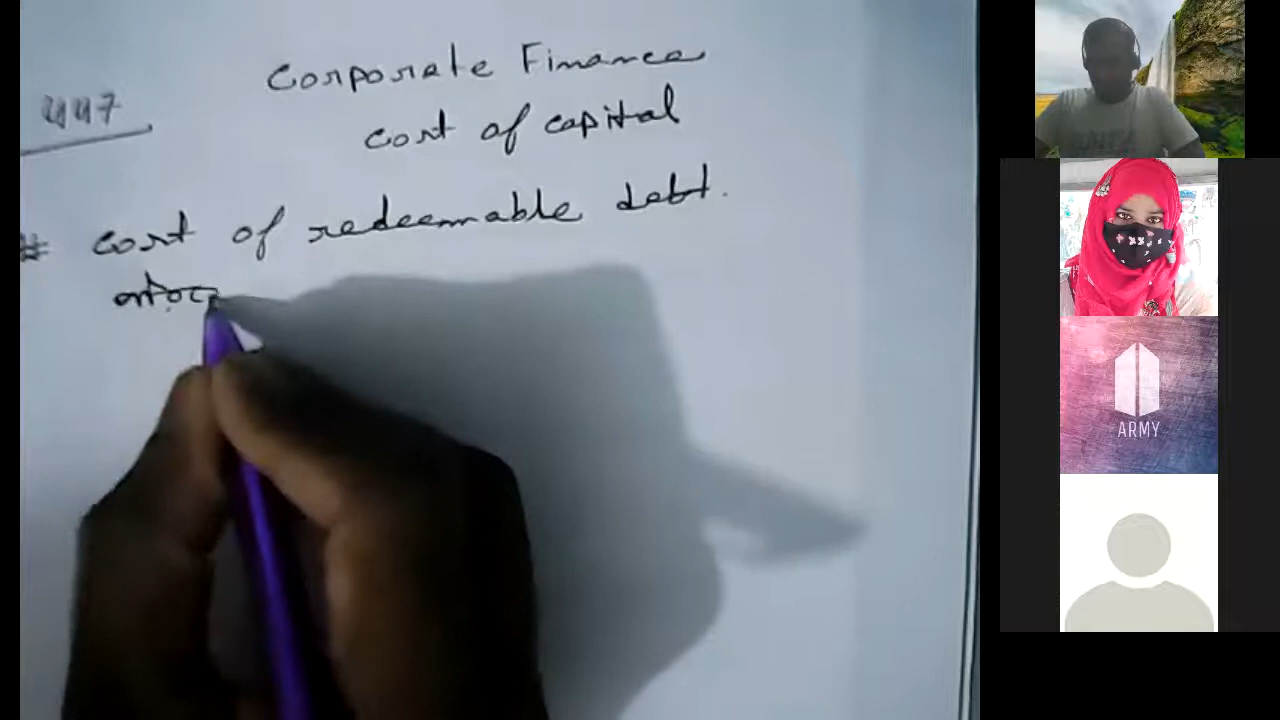 Corporate Finance
447
Cost of capital
# Cost of redeemable debt.
ARMY